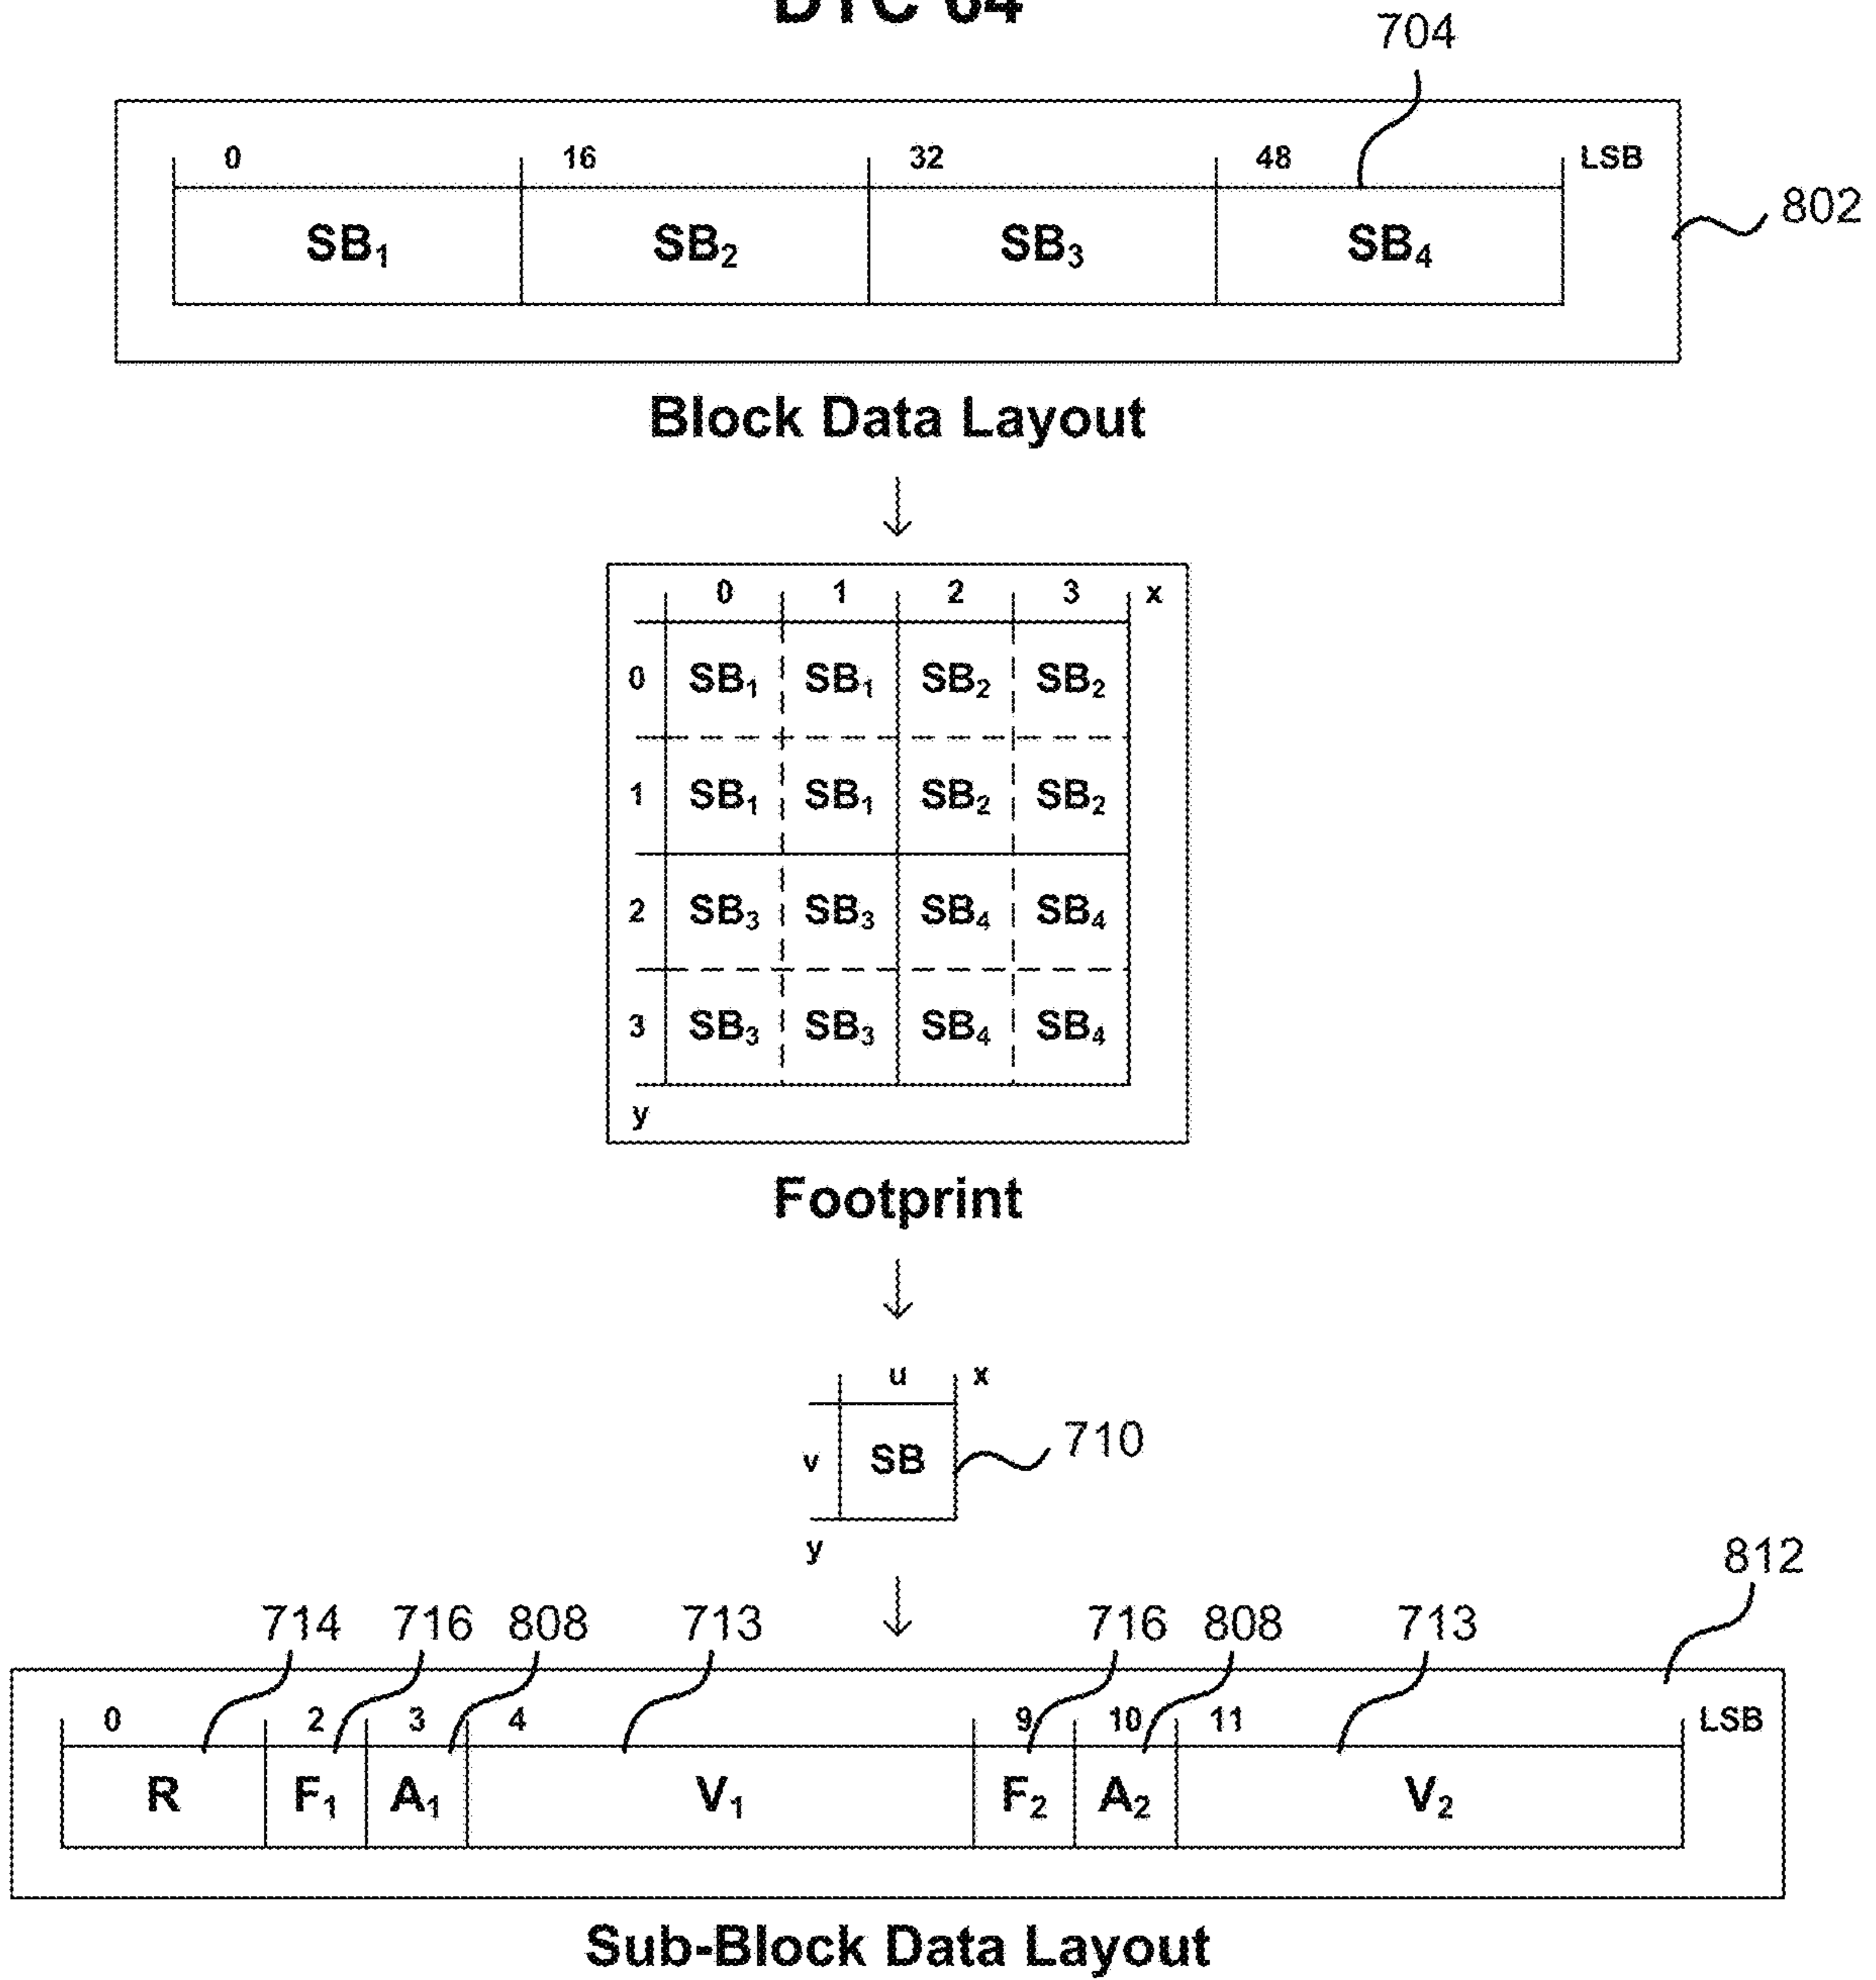 704
0 16 32 48 LSB
802
SB₁ SB₂ SB₃ SB₄
Block Data Layout
0 1 2 3 x
0 SB₁ SB₁ SB₂ SB₂
1 SB₁ SB₁ SB₂ SB₂
2 SB₃ SB₃ SB₄ SB₄
3 SB₃ SB₃ SB₄ SB₄
y
Footprint
u x
v SB 710
y
812
714 716 808 713 716 808 713
0 2 3 4 9 10 11 LSB
R F₁ A₁ V₁ F₂ A₂ V₂
Sub-Block Data Layout